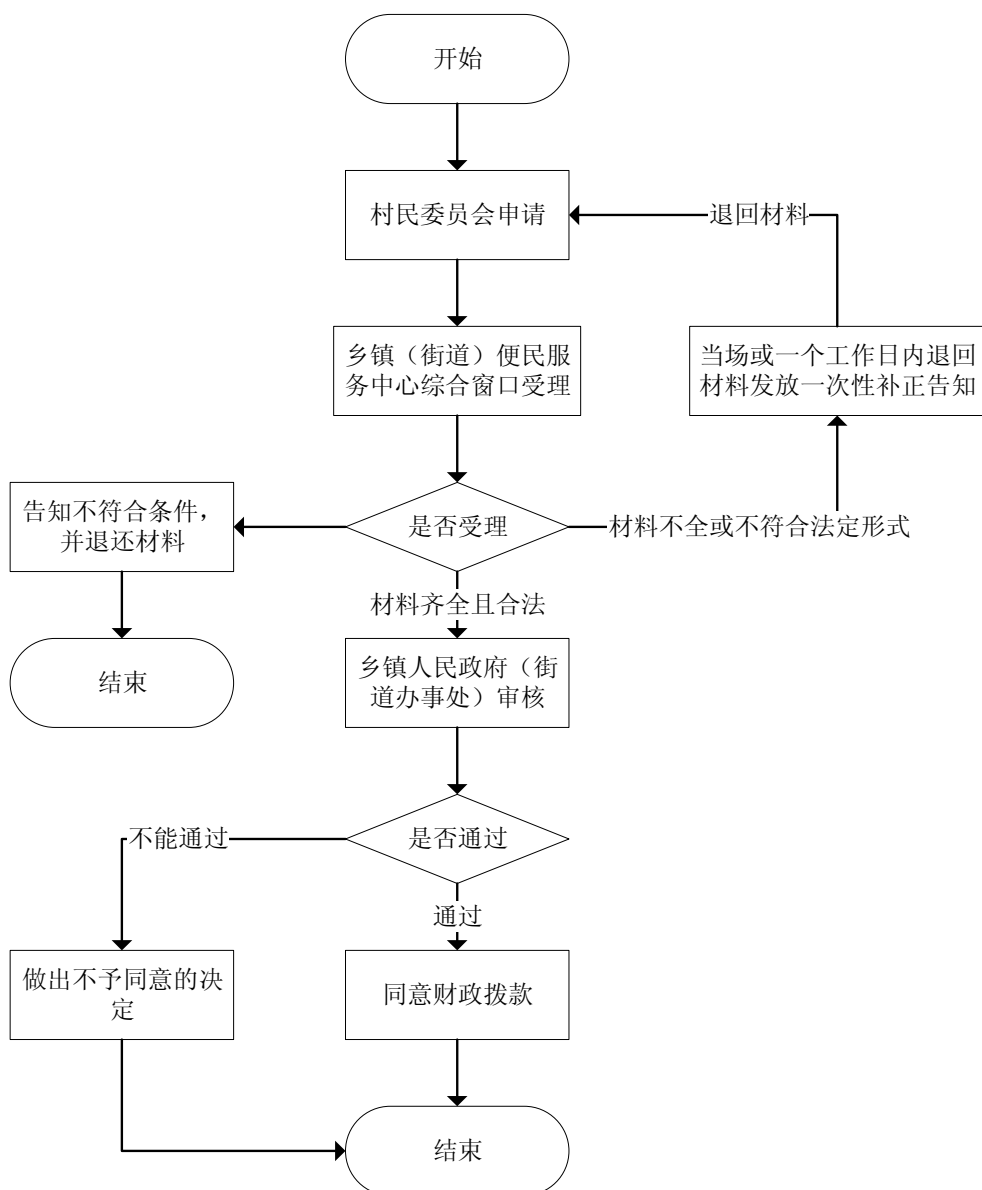 开始
村民委员会申请
退回材料
乡镇（街道）便民服
务中心综合窗口受理
当场或一个工作日内退回
材料发放一次性补正告知
告知不符合条件，
并退还材料
是否受理
材料不全或不符合法定形式
材料齐全且合法
结束
乡镇人民政府（街
道办事处）审核
不能通过
是否通过
通过
做出不予同意的决
定
同意财政拨款
结束